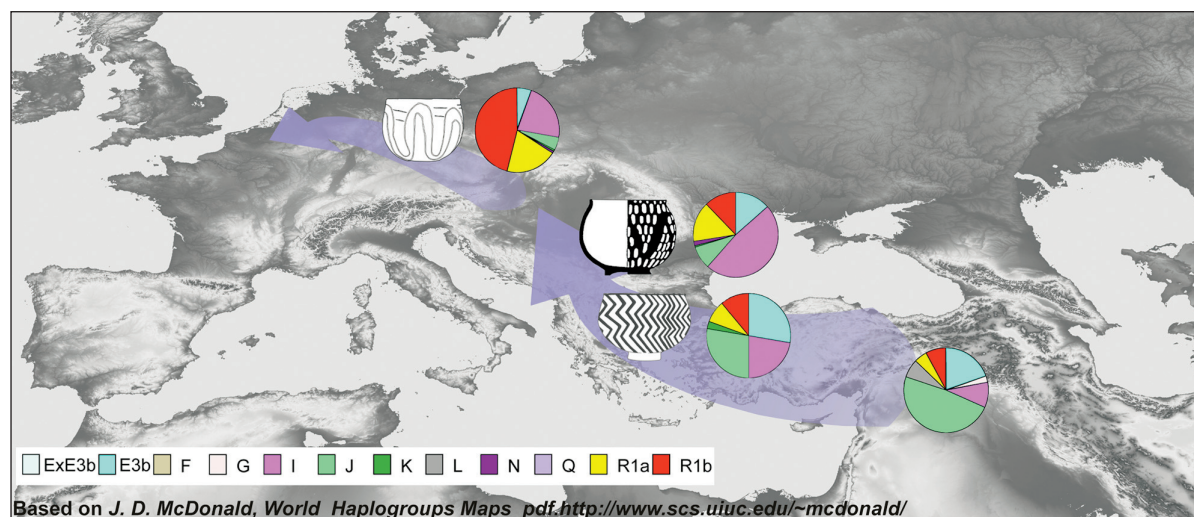 ExE3b E3b F G I J K L N Q R1a R1b
Based on J. D. McDonald, World Haplogroups Maps pdf.http://www.scs.uiuc.edu/~mcdonald/